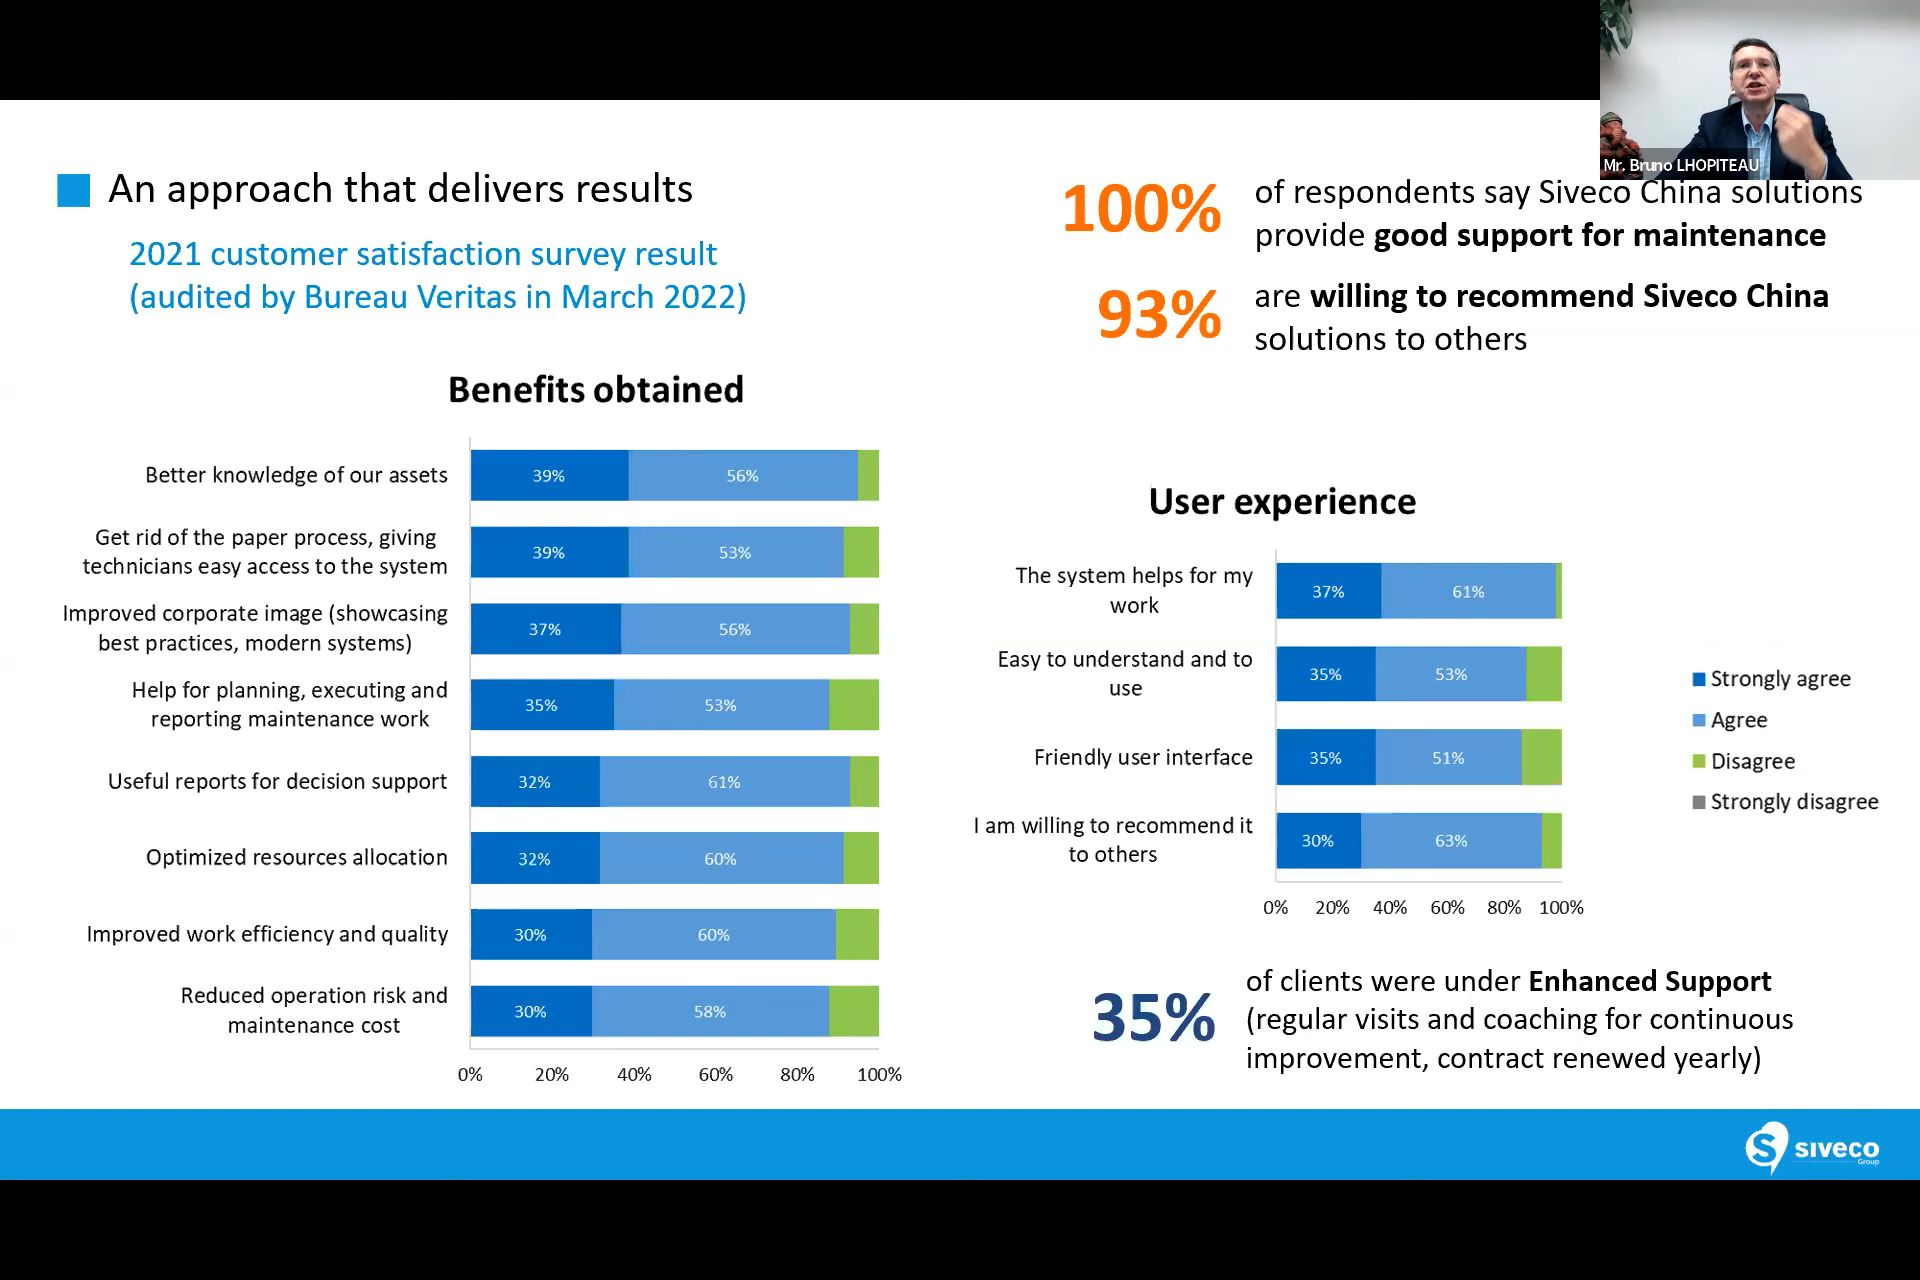 Mr. Bruno LHOPITEAU
An approach that delivers results
2021 customer satisfaction survey result
(audited by Bureau Veritas in March 2022)
100%
of respondents say Siveco China solutions
provide good support for maintenance
93%
are willing to recommend Siveco China
solutions to others
Benefits obtained
Better knowledge of our assets
39% 56%
Get rid of the paper process, giving
technicians easy access to the system
39% 53%
Improved corporate image (showcasing
best practices, modern systems)
37% 56%
Help for planning, executing and
reporting maintenance work
35% 53%
Useful reports for decision support
32% 61%
Optimized resources allocation
32% 60%
Improved work efficiency and quality
30% 60%
Reduced operation risk and
maintenance cost
30% 58%
0% 20% 40% 60% 80% 100%
User experience
The system helps for my
work
37% 61%
Easy to understand and to
use
35% 53%
Friendly user interface
35% 51%
I am willing to recommend it
to others
30% 63%
0% 20% 40% 60% 80% 100%
Strongly agree
Agree
Disagree
Strongly disagree
35%
of clients were under Enhanced Support
(regular visits and coaching for continuous
improvement, contract renewed yearly)
S siveco
Group